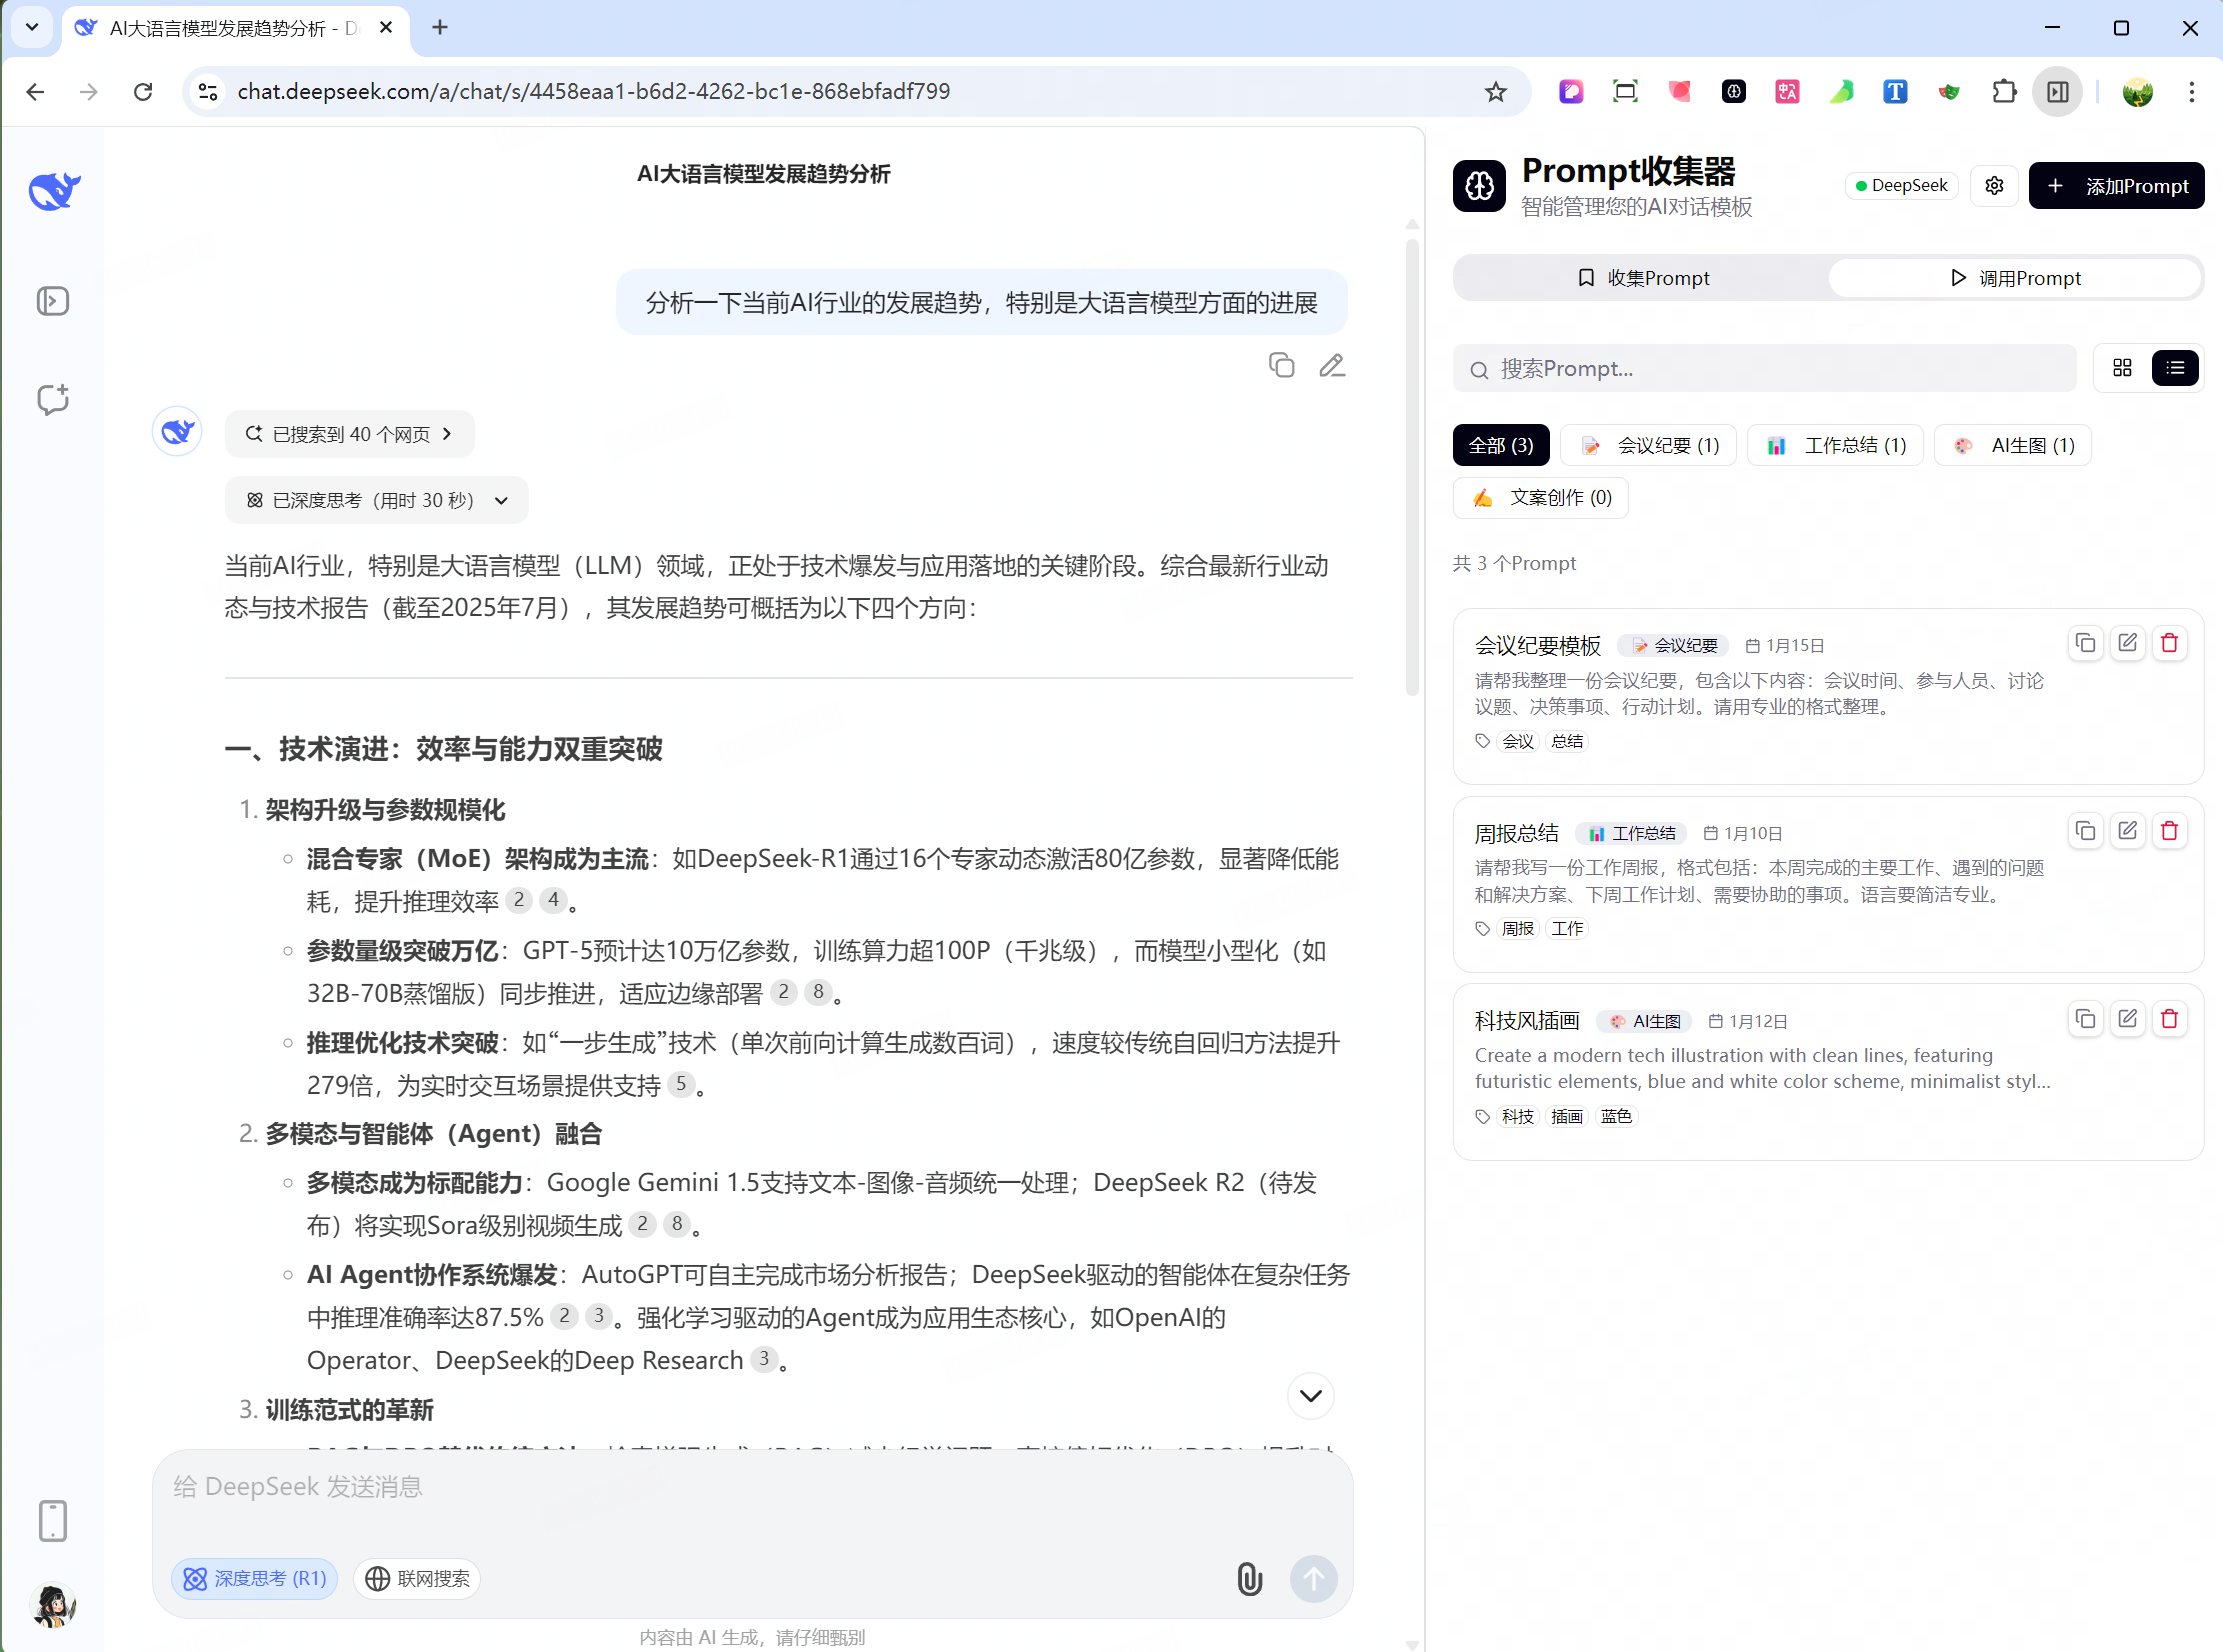 AI大语言模型发展趋势分析 - D
chat.deepseek.com/a/chat/s/4458eaa1-b6d2-4262-bc1e-868ebfadf799
AI大语言模型发展趋势分析
分析一下当前AI行业的发展趋势，特别是大语言模型方面的进展
已搜索到 40 个网页
已深度思考（用时 30 秒）
当前AI行业，特别是大语言模型（LLM）领域，正处于技术爆发与应用落地的关键阶段。综合最新行业动
态与技术报告（截至2025年7月），其发展趋势可概括为以下四个方向：
一、技术演进：效率与能力双重突破
1. 架构升级与参数规模化
混合专家（MoE）架构成为主流：如DeepSeek-R1通过16个专家动态激活80亿参数，显著降低能
耗，提升推理效率 2 4 。
参数量级突破万亿：GPT-5预计达10万亿参数，训练算力超100P（千兆级），而模型小型化（如
32B-70B蒸馏版）同步推进，适应边缘部署 2 8 。
推理优化技术突破：如“一步生成”技术（单次前向计算生成数百词），速度较传统自回归方法提升
279倍，为实时交互场景提供支持 5 。
2. 多模态与智能体（Agent）融合
多模态成为标配能力：Google Gemini 1.5支持文本-图像-音频统一处理；DeepSeek R2（待发
布）将实现Sora级别视频生成 2 8 。
AI Agent协作系统爆发：AutoGPT可自主完成市场分析报告；DeepSeek驱动的智能体在复杂任务
中推理准确率达87.5% 2 3 。强化学习驱动的Agent成为应用生态核心，如OpenAI的
Operator、DeepSeek的Deep Research 3 。
3. 训练范式的革新
给 DeepSeek 发送消息
深度思考 (R1)
联网搜索
内容由 AI 生成，请仔细甄别
Prompt收集器
智能管理您的AI对话模板
DeepSeek
添加Prompt
收集Prompt
调用Prompt
搜索Prompt...
全部 (3)
会议纪要 (1)
工作总结 (1)
AI生图 (1)
文案创作 (0)
共 3 个Prompt
会议纪要模板 会议纪要 1月15日
请帮我整理一份会议纪要，包含以下内容：会议时间、参与人员、讨论
议题、决策事项、行动计划。请用专业的格式整理。
会议 总结
周报总结 工作总结 1月10日
请帮我写一份工作周报，格式包括：本周完成的主要工作、遇到的问题
和解决方案、下周工作计划、需要协助的事项。语言要简洁专业。
周报 工作
科技风插画 AI生图 1月12日
Create a modern tech illustration with clean lines, featuring
futuristic elements, blue and white color scheme, minimalist styl...
科技 插画 蓝色